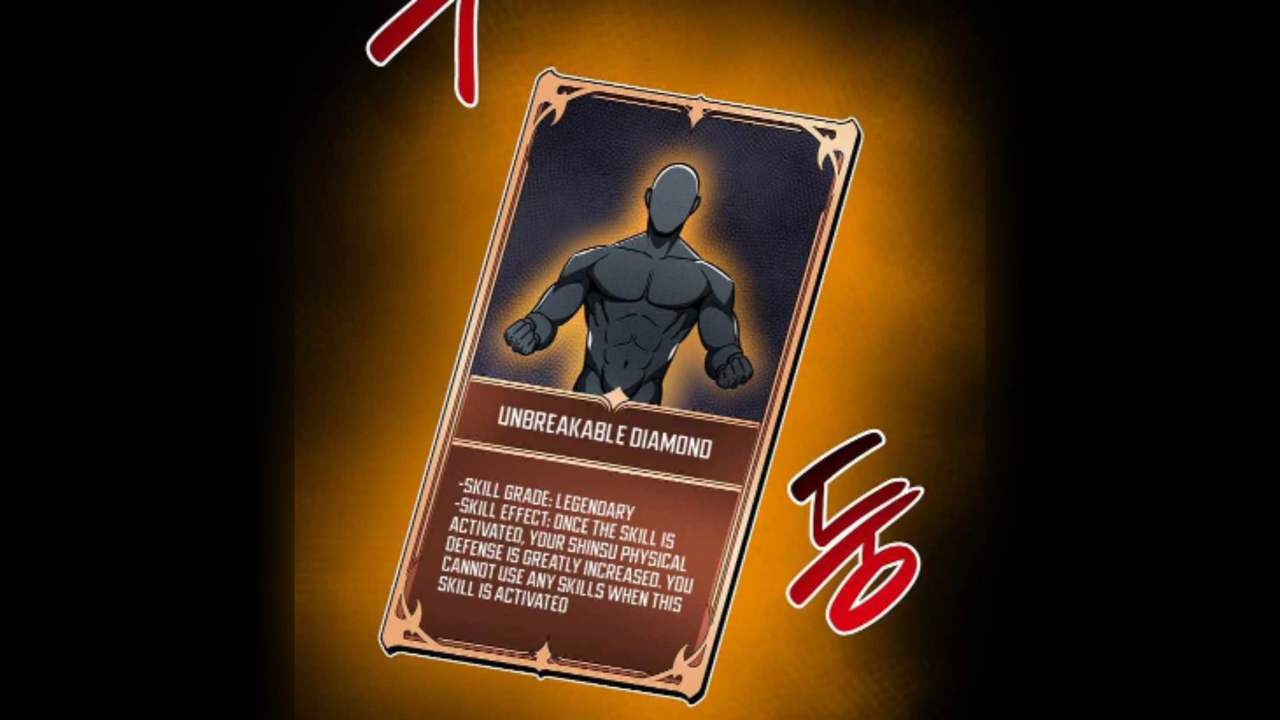 UNBREAKABLE DIAMOND
-SKILL GRADE: LEGENDARY
-SKILL EFFECT: ONCE THE SKILL IS
ACTIVATED, YOUR SHINSU PHYSICAL
DEFENSE IS GREATLY INCREASED. YOU
CANNOT USE ANY SKILLS WHEN THIS
SKILL IS ACTIVATED
둥